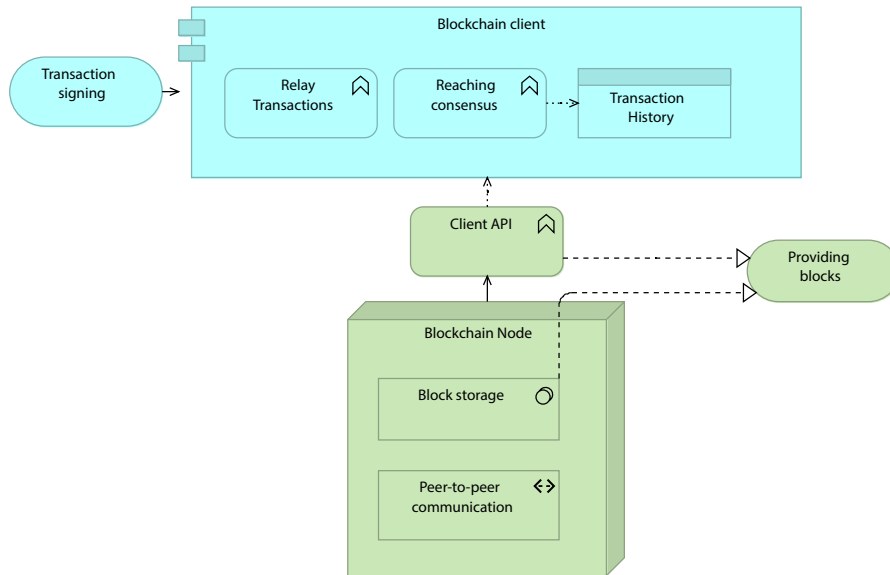 Blockchain client
Transaction
signing
Relay
Transactions
Reaching
consensus
Transaction
History
Client API
Providing
blocks
Blockchain Node
Block storage
Peer-to-peer
communication